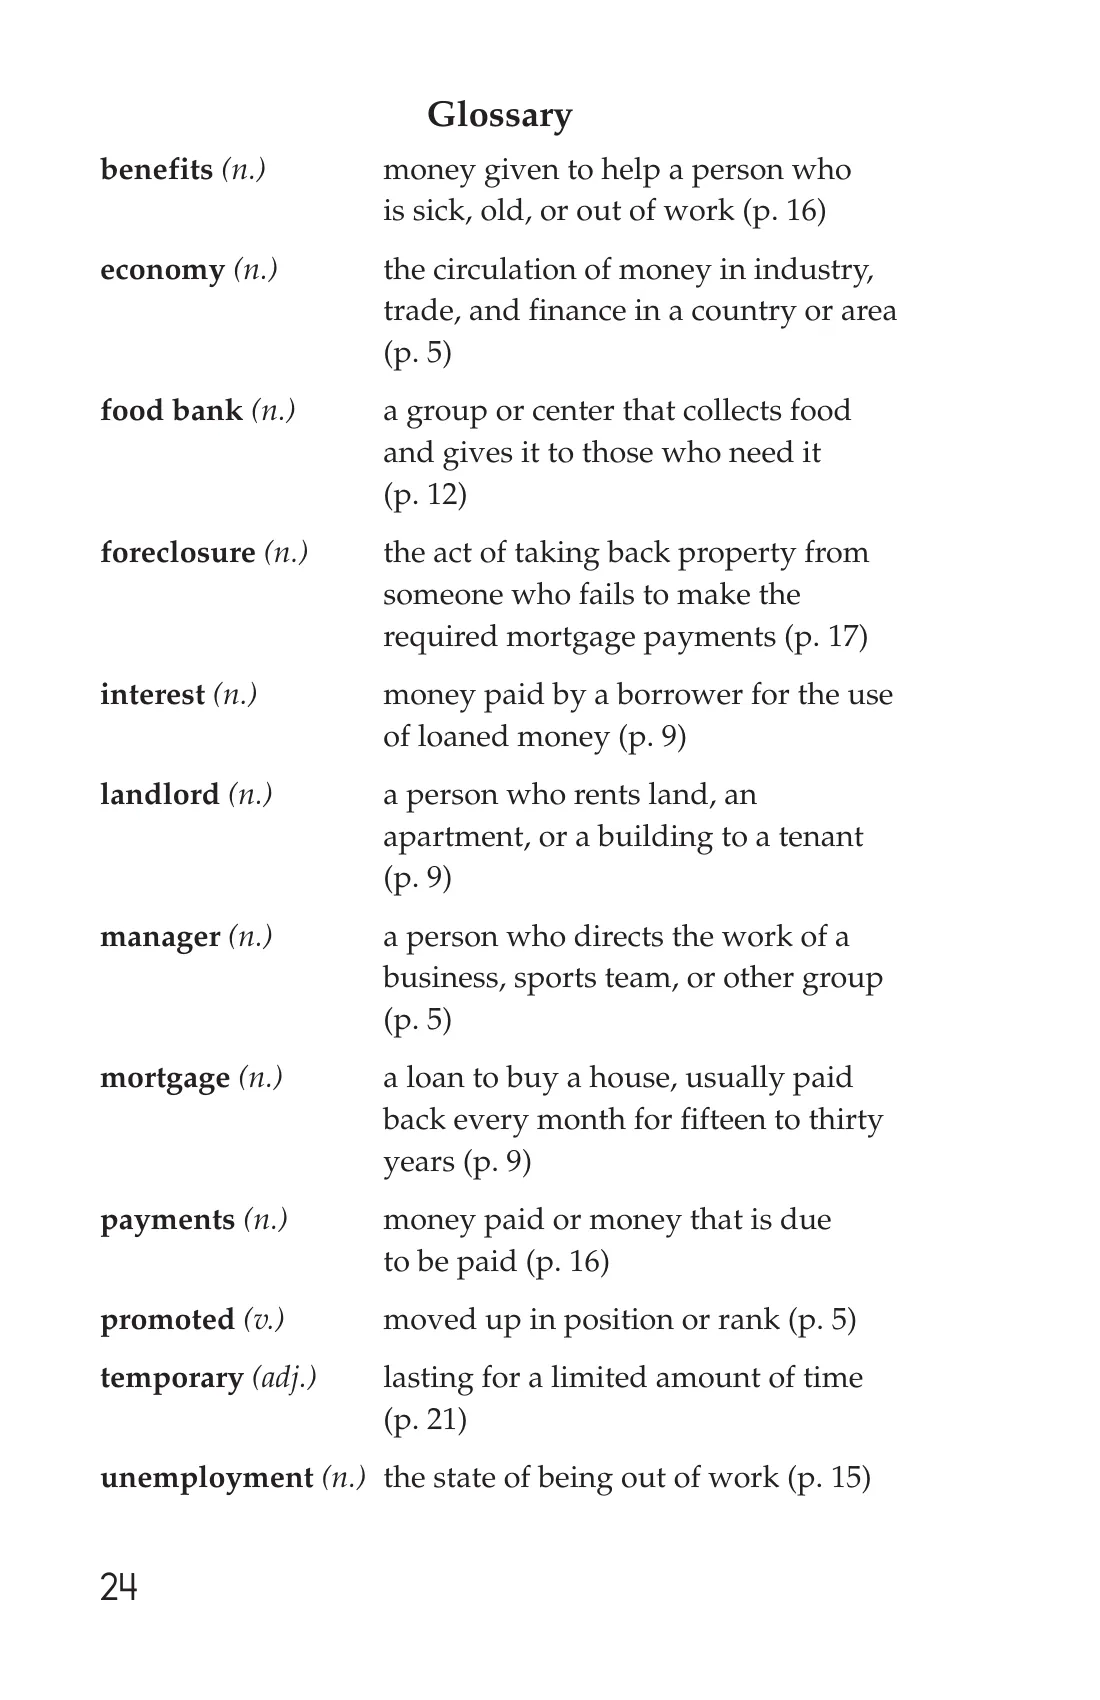 Glossary
benefits (n.) money given to help a person who
is sick, old, or out of work (p. 16)
economy (n.) the circulation of money in industry,
trade, and finance in a country or area
(p. 5)
food bank (n.) a group or center that collects food
and gives it to those who need it
(p. 12)
foreclosure (n.) the act of taking back property from
someone who fails to make the
required mortgage payments (p. 17)
interest (n.) money paid by a borrower for the use
of loaned money (p. 9)
landlord (n.) a person who rents land, an
apartment, or a building to a tenant
(p. 9)
manager (n.) a person who directs the work of a
business, sports team, or other group
(p. 5)
mortgage (n.) a loan to buy a house, usually paid
back every month for fifteen to thirty
years (p. 9)
payments (n.) money paid or money that is due
to be paid (p. 16)
promoted (v.) moved up in position or rank (p. 5)
temporary (adj.) lasting for a limited amount of time
(p. 21)
unemployment (n.) the state of being out of work (p. 15)
24